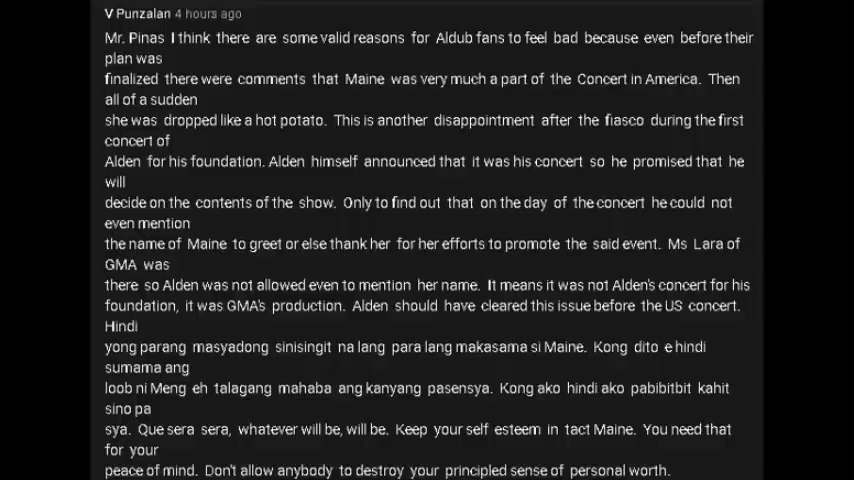 V Punzalan 4 hours ago
Mr. Pinas I think there are some valid reasons for Aldub fans to feel bad because even before their
plan was
finalized there were comments that Maine was very much a part of the Concert in America. Then
all of a sudden
she was dropped like a hot potato. This is another disappointment after the fiasco during the first
concert of
Alden for his foundation. Alden himself announced that it was his concert so he promised that he
will
decide on the contents of the show. Only to find out that on the day of the concert he could not
even mention
the name of Maine to greet or else thank her for her efforts to promote the said event. Ms Lara of
GMA was
there so Alden was not allowed even to mention her name. It means it was not Alden's concert for his
foundation, it was GMA's production. Alden should have cleared this issue before the US concert.
Hindi
yong parang masyadong sinisingit na lang para lang makasama si Maine. Kong dito e hindi
sumama ang
loob ni Meng eh talagang mahaba ang kanyang pasensya. Kong ako hindi ako pabibitbit kahit
sino pa
sya. Que sera sera, whatever will be, will be. Keep your self esteem in tact Maine. You need that
for your
peace of mind. Don't allow anybody to destroy your principled sense of personal worth.